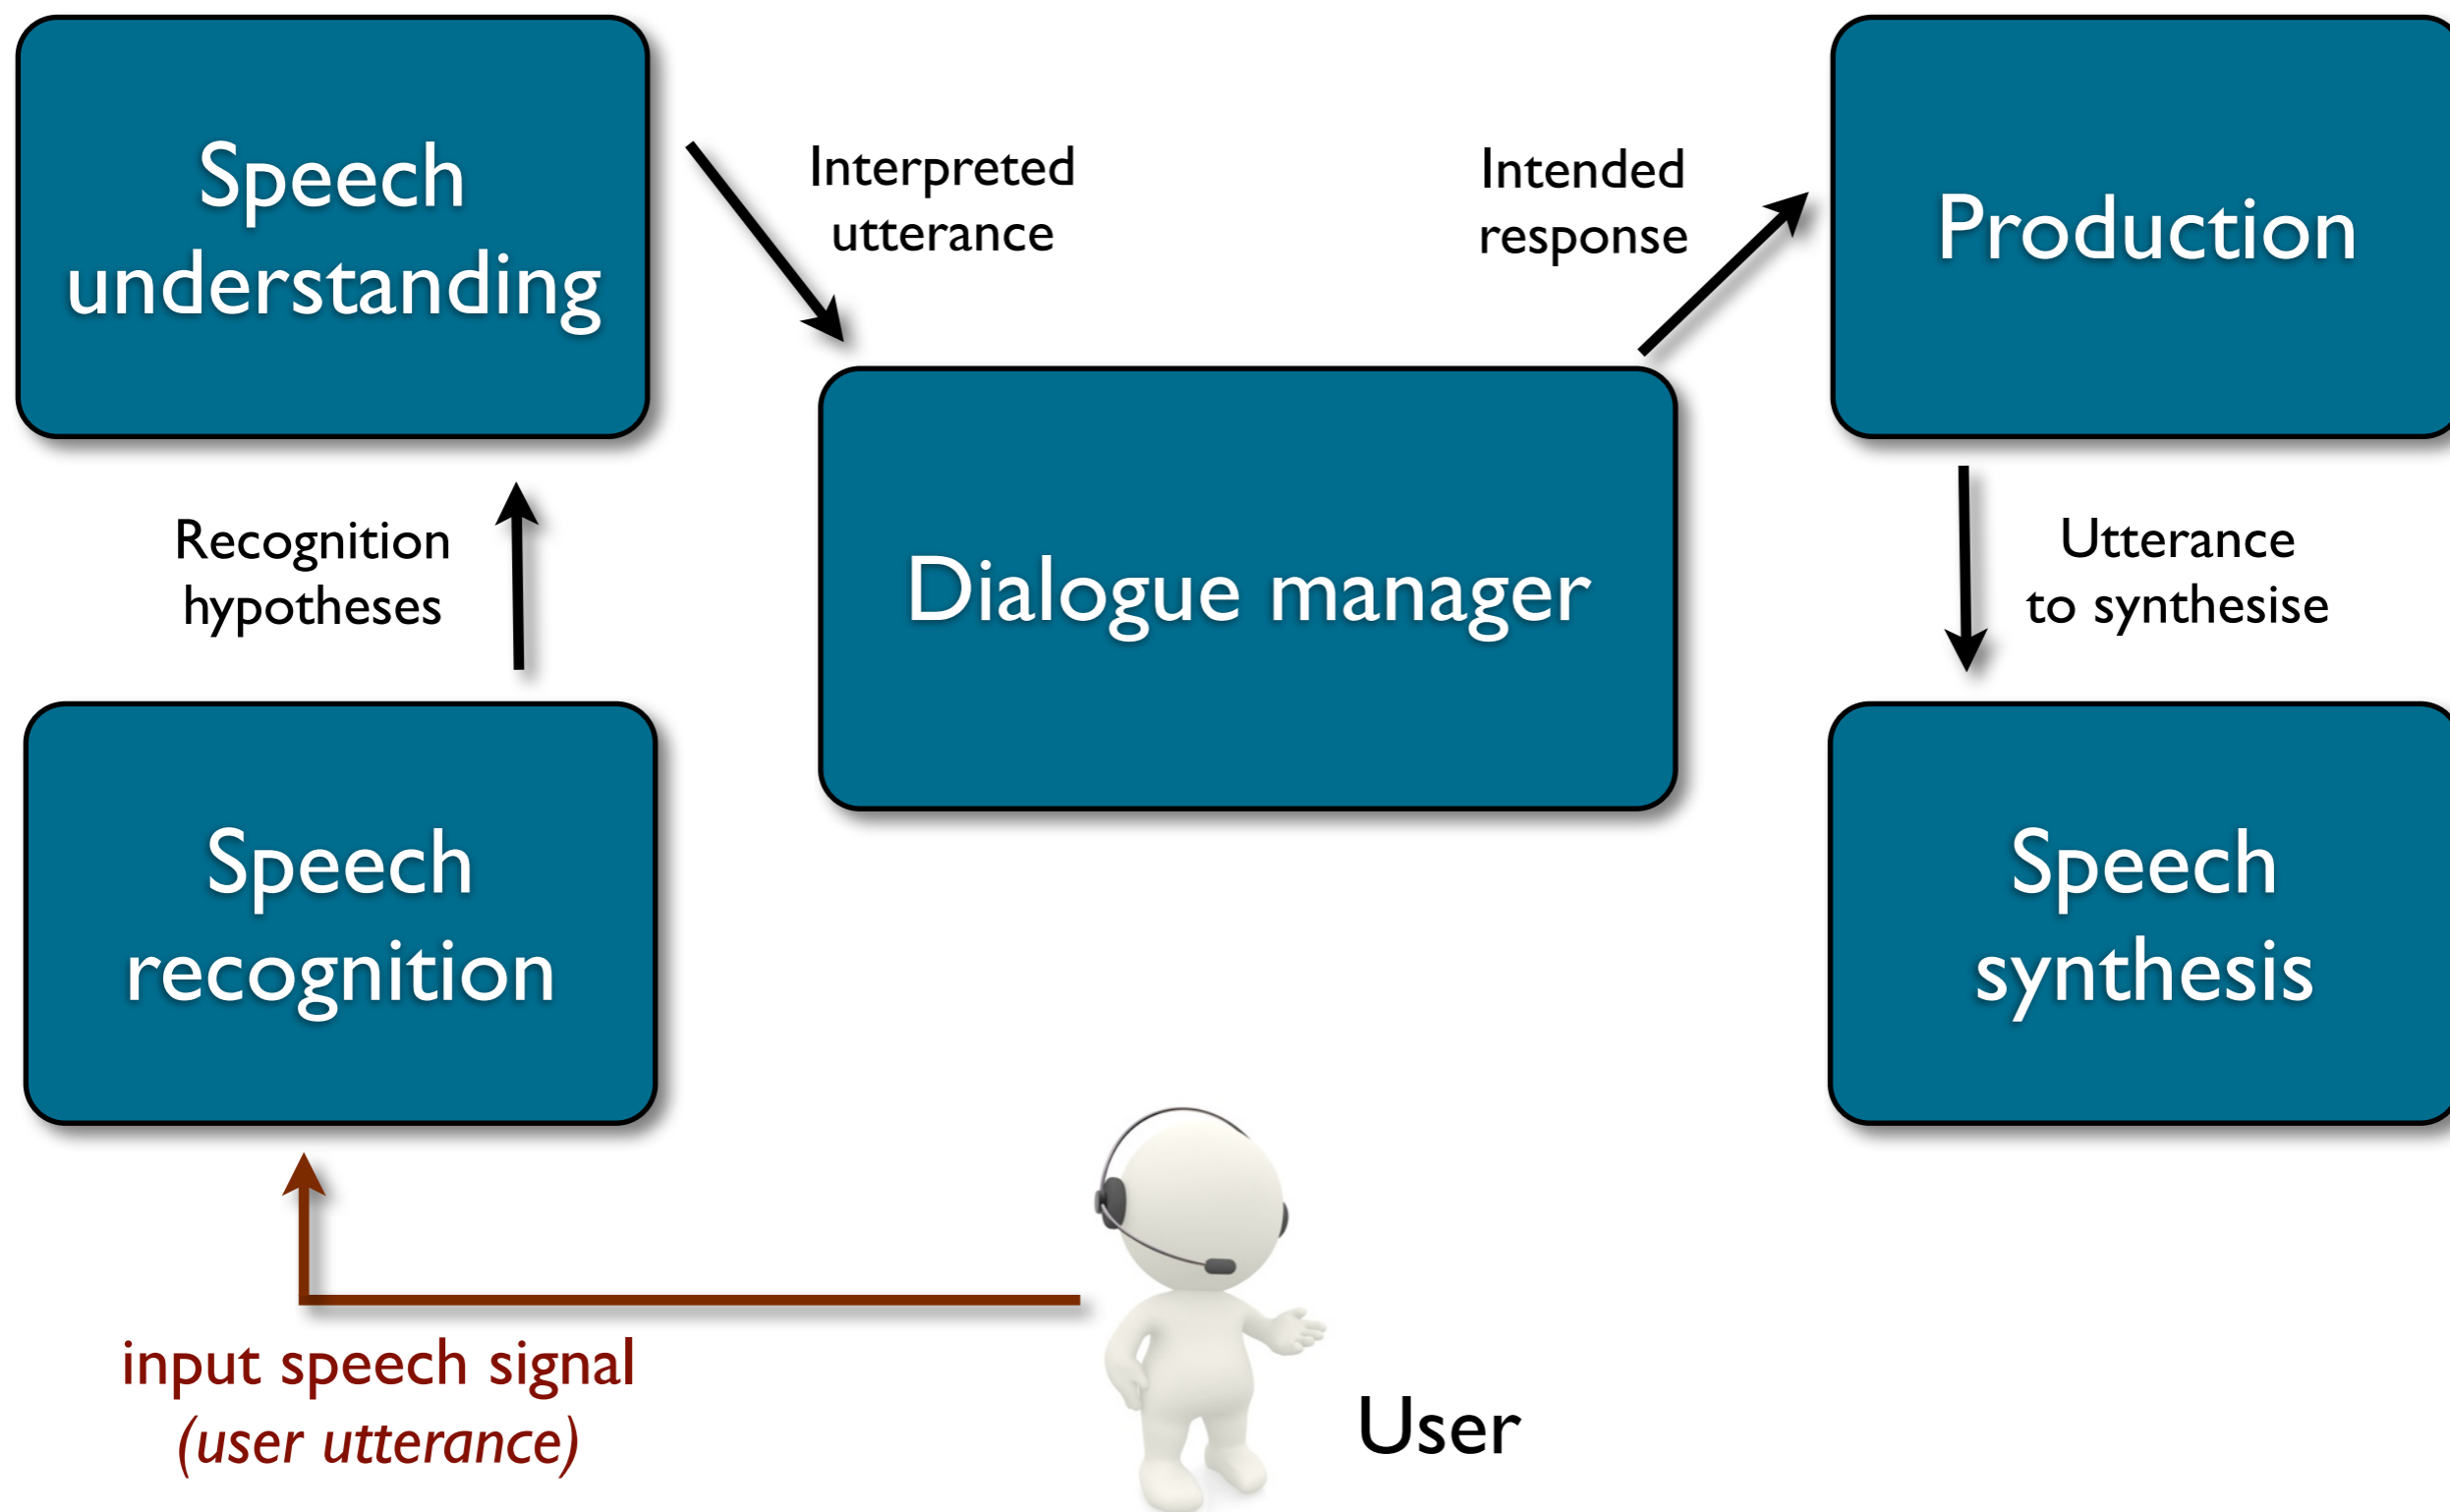 Speech
understanding
Interpreted
utterance
Intended
response
Production
Recognition
hypotheses
Dialogue manager
Utterance
to synthesise
Speech
recognition
Speech
synthesis
input speech signal
(user utterance)
User